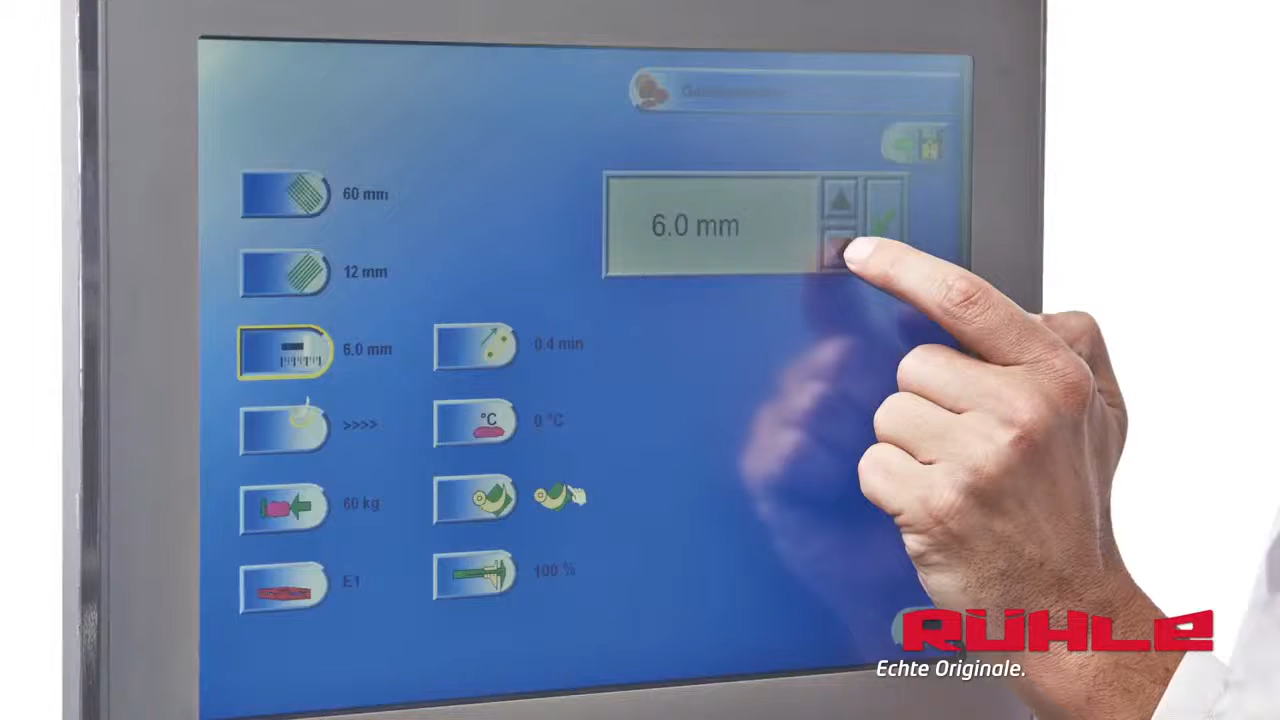 60 mm
6.0 mm
12 mm
6.0 mm
0.4 min
>>>>
°C
0 °C
60 kg
E1
100 %
RÜHLE
Echte Originale.